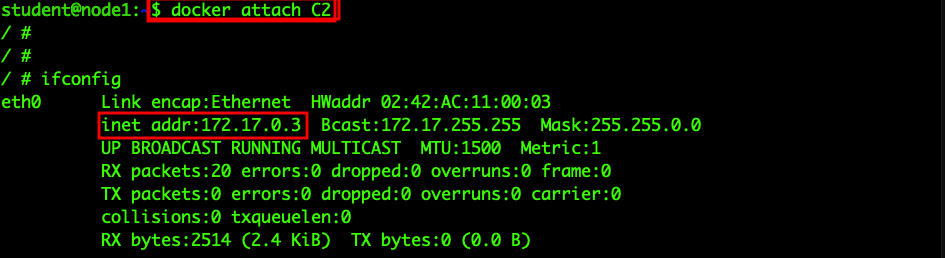 student@node1:~$ docker attach C2
/ #
/ #
/ # ifconfig
eth0      Link encap:Ethernet  HWaddr 02:42:AC:11:00:03
          inet addr:172.17.0.3  Bcast:172.17.255.255  Mask:255.255.0.0
          UP BROADCAST RUNNING MULTICAST  MTU:1500  Metric:1
          RX packets:20 errors:0 dropped:0 overruns:0 frame:0
          TX packets:0 errors:0 dropped:0 overruns:0 carrier:0
          collisions:0 txqueuelen:0
          RX bytes:2514 (2.4 KiB)  TX bytes:0 (0.0 B)